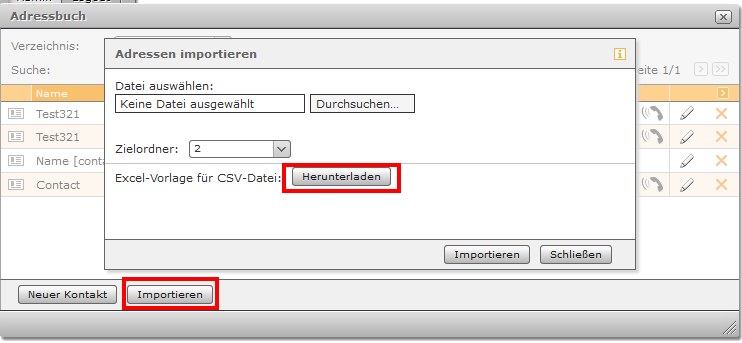 Adressbuch
Verzeichnis:
Adressen importieren
Suche:
eite 1/1
Datei auswählen:
Name
Keine Datei ausgewählt Durchsuchen...
Test321
Test321
Zielordner: 2
Name [conta
Excel-Vorlage für CSV-Datei: Herunterladen
Contact
Importieren Schließen
Neuer Kontakt Importieren